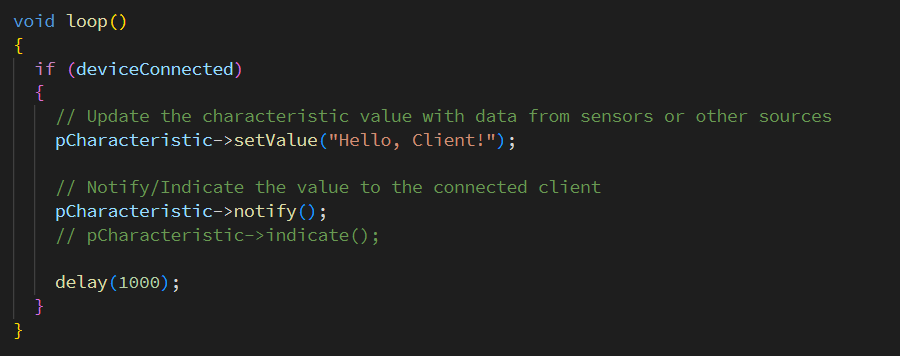 void loop()
{
if (deviceConnected)
{
// Update the characteristic value with data from sensors or other sources
pCharacteristic->setValue("Hello, Client!");
// Notify/Indicate the value to the connected client
pCharacteristic->notify();
// pCharacteristic->indicate();
delay(1000);
}
}